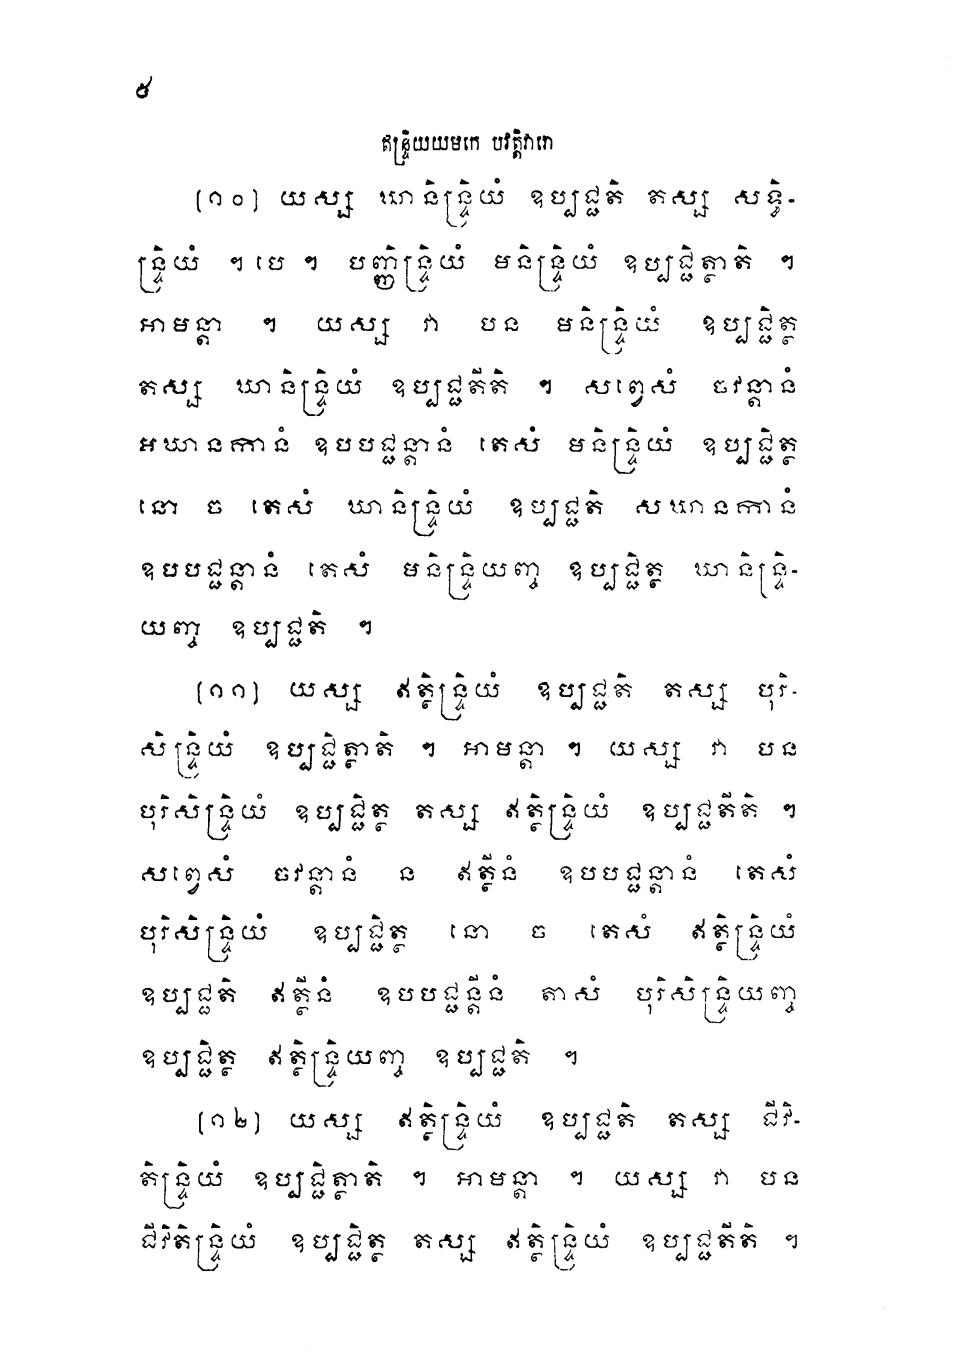 ៥
ឥន្ទ្រិយយមកេ បវត្តិវារោ
(១០) យស្ស ឃានិន្ទ្រិយំ ឧប្បជ្ជតិ តស្ស សទ្ធិ-
ន្ទ្រិយំ ។ បេ ។ បញ្ញិន្ទ្រិយំ មនិន្ទ្រិយំ ឧប្បជ្ជិត្ថាតិ ។
អាមន្តា ។ យស្ស វា បន មនិន្ទ្រិយំ ឧប្បជ្ជិត្ថ
តស្ស ឃានិន្ទ្រិយំ ឧប្បជ្ជតីតិ ។ សព្វេសំ ចវន្តានំ
អឃានកានំ ឧបបជ្ជន្តានំ តេសំ មនិន្ទ្រិយំ ឧប្បជ្ជិត្ថ
នោ ច តេសំ ឃានិន្ទ្រិយំ ឧប្បជ្ជតិ សឃានកានំ
ឧបបជ្ជន្តានំ តេសំ មនិន្ទ្រិយញ្ច ឧប្បជ្ជិត្ថ ឃានិន្ទ្រិ-
យញ្ច ឧប្បជ្ជតិ ។
(១១) យស្ស ឥត្ថិន្ទ្រិយំ ឧប្បជ្ជតិ តស្ស បុរិ-
សិន្ទ្រិយំ ឧប្បជ្ជិត្ថាតិ ។ អាមន្តា ។ យស្ស វា បន
បុរិសិន្ទ្រិយំ ឧប្បជ្ជិត្ថ តស្ស ឥត្ថិន្ទ្រិយំ ឧប្បជ្ជតីតិ ។
សព្វេសំ ចវន្តានំ ន ឥត្ថីនំ ឧបបជ្ជន្តានំ តេសំ
បុរិសិន្ទ្រិយំ ឧប្បជ្ជិត្ថ នោ ច តេសំ ឥត្ថិន្ទ្រិយំ
ឧប្បជ្ជតិ ឥត្ថីនំ ឧបបជ្ជន្តីនំ តាសំ បុរិសិន្ទ្រិយញ្ច
ឧប្បជ្ជិត្ថ ឥត្ថិន្ទ្រិយញ្ច ឧប្បជ្ជតិ ។
(១២) យស្ស ឥត្ថិន្ទ្រិយំ ឧប្បជ្ជតិ តស្ស ជីវិ-
តិន្ទ្រិយំ ឧប្បជ្ជិត្ថាតិ ។ អាមន្តា ។ យស្ស វា បន
ជីវិតិន្ទ្រិយំ ឧប្បជ្ជិត្ថ តស្ស ឥត្ថិន្ទ្រិយំ ឧប្បជ្ជតីតិ ។